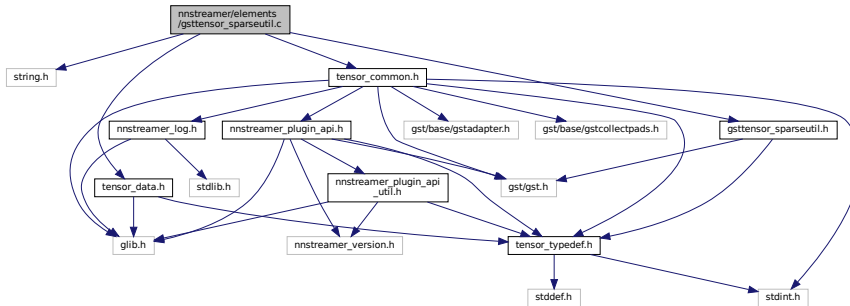 nnstreamer/elements
/gsttensor_sparseutil.c
string.h
tensor_common.h
nnstreamer_log.h
nnstreamer_plugin_api.h
gst/base/gstadapter.h
gst/base/gstcollectpads.h
gsttensor_sparseutil.h
tensor_data.h
stdlib.h
nnstreamer_plugin_api
_util.h
gst/gst.h
glib.h
nnstreamer_version.h
tensor_typedef.h
stddef.h
stdint.h